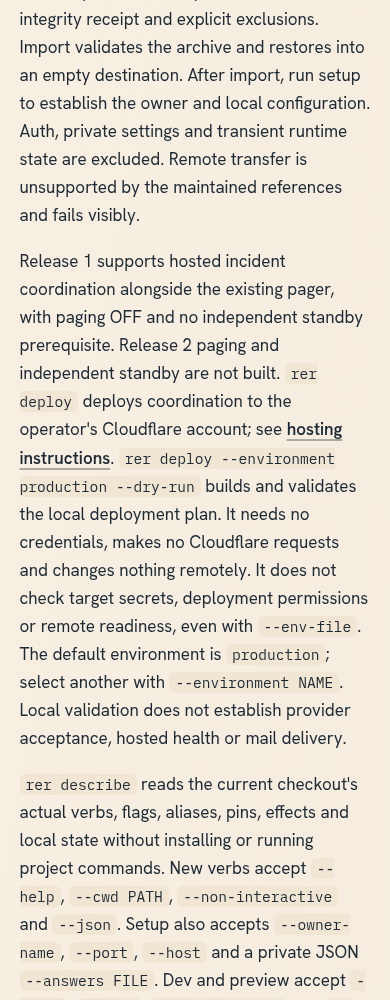 integrity receipt and explicit exclusions.
Import validates the archive and restores into
an empty destination. After import, run setup
to establish the owner and local configuration.
Auth, private settings and transient runtime
state are excluded. Remote transfer is
unsupported by the maintained references
and fails visibly.
Release 1 supports hosted incident
coordination alongside the existing pager,
with paging OFF and no independent standby
prerequisite. Release 2 paging and
independent standby are not built. rer
deploy deploys coordination to the
operator's Cloudflare account; see hosting
instructions. rer deploy --environment
production --dry-run builds and validates
the local deployment plan. It needs no
credentials, makes no Cloudflare requests
and changes nothing remotely. It does not
check target secrets, deployment permissions
or remote readiness, even with --env-file.
The default environment is production;
select another with --environment NAME.
Local validation does not establish provider
acceptance, hosted health or mail delivery.
rer describe reads the current checkout's
actual verbs, flags, aliases, pins, effects and
local state without installing or running
project commands. New verbs accept --
help, --cwd PATH, --non-interactive
and --json. Setup also accepts --owner-
name, --port, --host and a private JSON
--answers FILE. Dev and preview accept -